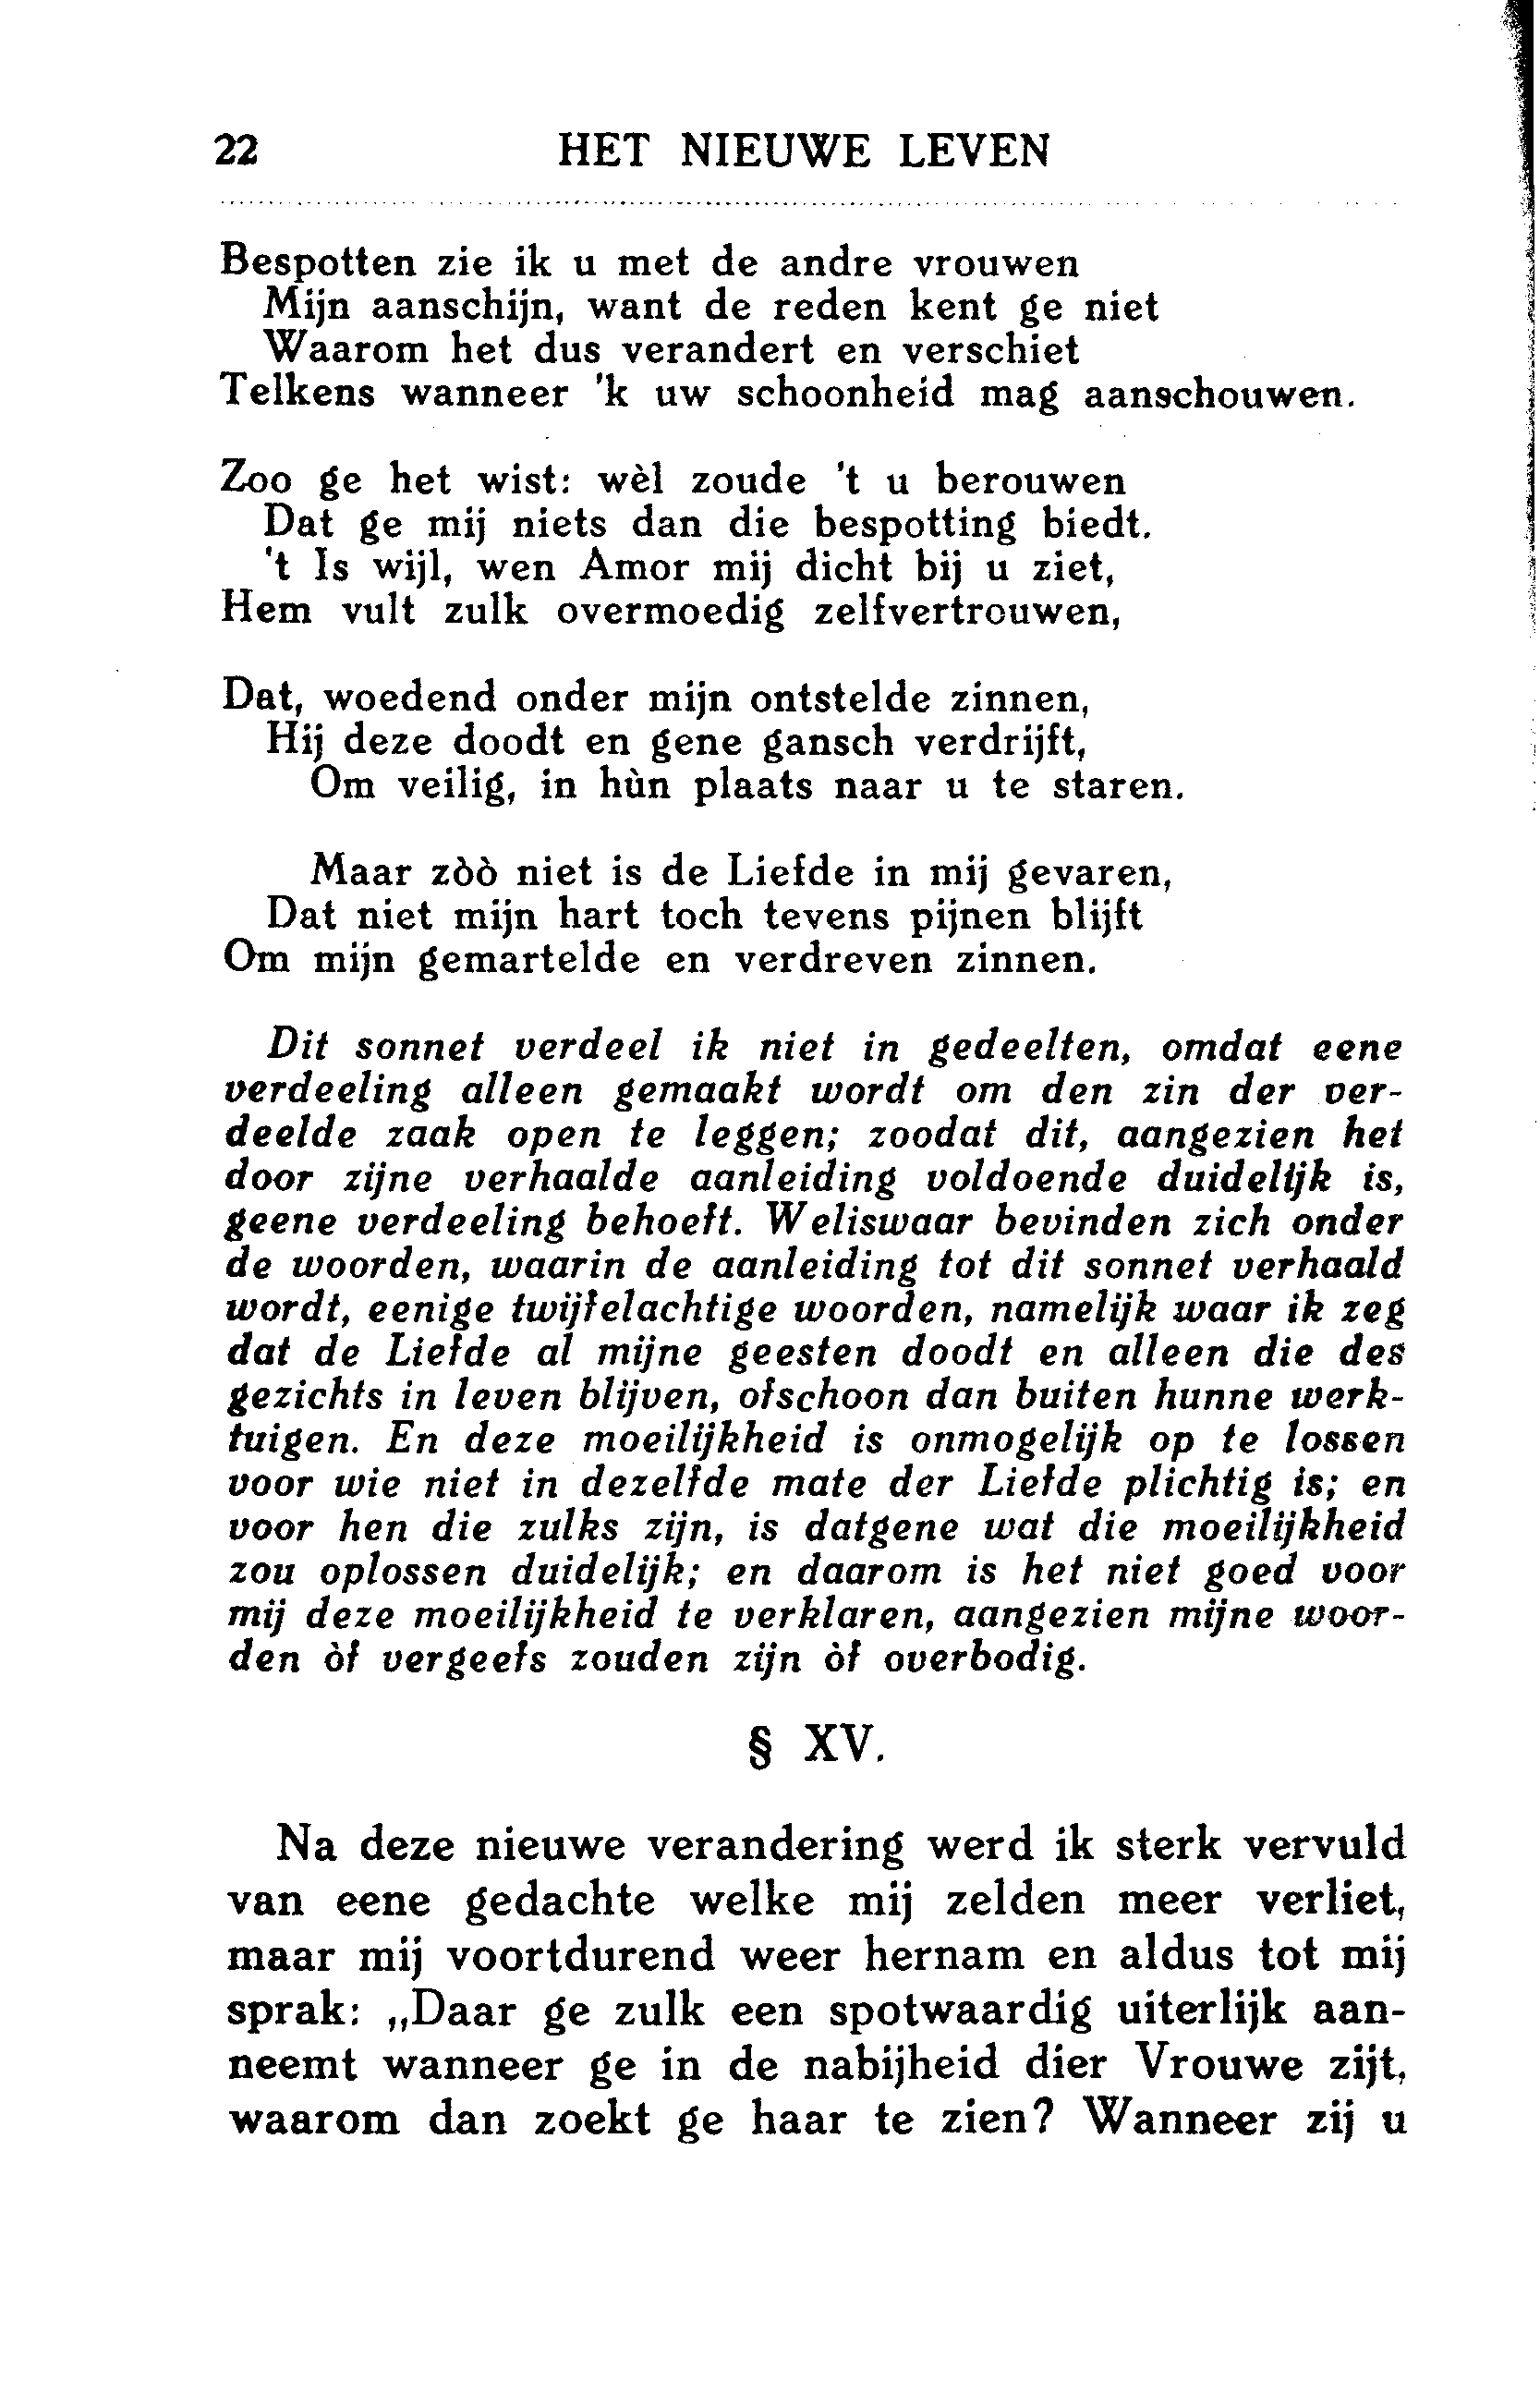 22 HET NIEUWE LEVEN
Bespotten zie ik u met de andre vrouwen
Mijn aanschijn, want de reden kent ge niet
Waarom het dus verandert en verschiet
Telkens wanneer 'k uw schoonheid mag aanschouwen.
Zoo ge het wist: wèl zoude 't u berouwen
Dat ge mij niets dan die bespotting biedt.
't Is wijl, wen Amor mij dicht bij u ziet,
Hem vult zulk overmoedig zelfvertrouwen,
Dat, woedend onder mijn ontstelde zinnen,
Hij deze doodt en gene gansch verdrijft,
Om veilig, in hùn plaats naar u te staren.
Maar zòò niet is de Liefde in mij gevaren,
Dat niet mijn hart toch tevens pijnen blijft
Om mijn gemartelde en verdreven zinnen.
Dit sonnet verdeel ik niet in gedeelten, omdat eene
verdeeling alleen gemaakt wordt om den zin der ver-
deelde zaak open te leggen; zoodat dit, aangezien het
door zijne verhaalde aanleiding voldoende duidelijk is,
geene verdeeling behoeft. Weliswaar bevinden zich onder
de woorden, waarin de aanleiding tot dit sonnet verhaald
wordt, eenige twijfelachtige woorden, namelijk waar ik zeg
dat de Liefde al mijne geesten doodt en alleen die des
gezichts in leven blijven, ofschoon dan buiten hunne werk-
tuigen. En deze moeilijkheid is onmogelijk op te lossen
voor wie niet in dezelfde mate der Liefde plichtig is; en
voor hen die zulks zijn, is datgene wat die moeilijkheid
zou oplossen duidelijk; en daarom is het niet goed voor
mij deze moeilijkheid te verklaren, aangezien mijne woor-
den òf vergeefs zouden zijn òf overbodig.
§ XV.
Na deze nieuwe verandering werd ik sterk vervuld
van eene gedachte welke mij zelden meer verliet,
maar mij voortdurend weer hernam en aldus tot mij
sprak: „Daar ge zulk een spotwaardig uiterlijk aan-
neemt wanneer ge in de nabijheid dier Vrouwe zijt,
waarom dan zoekt ge haar te zien? Wanneer zij u